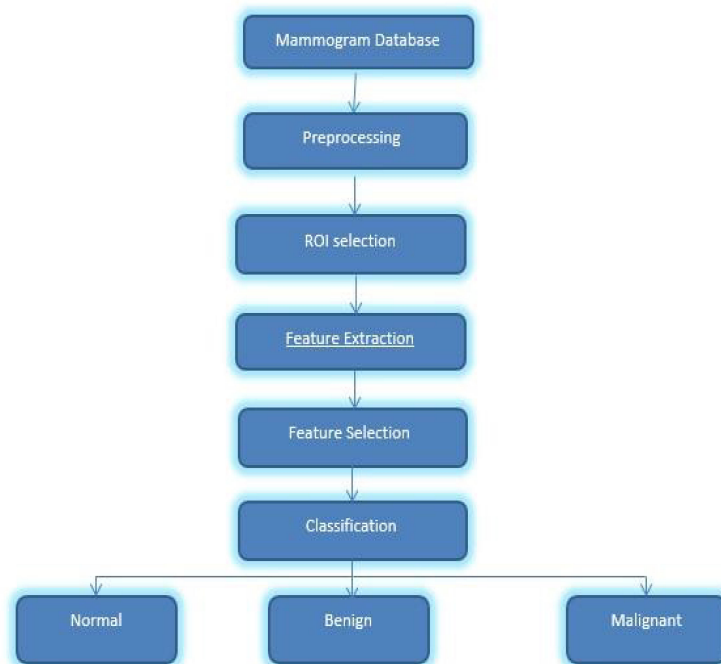 Mammogram Database
Preprocessing
ROI selection
Feature Extraction
Feature Selection
Classification
Normal
Benign
Malignant